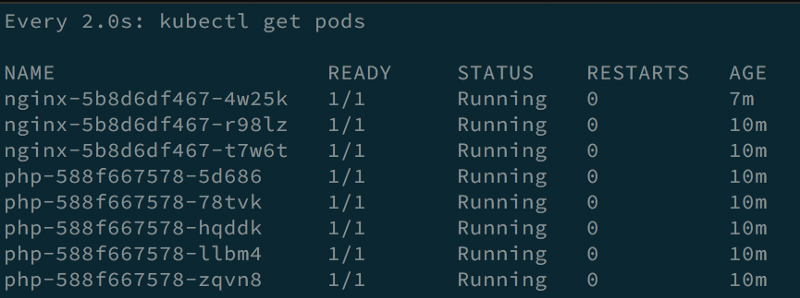 Every 2.0s: kubectl get pods
NAME READY STATUS RESTARTS AGE
nginx-5b8d6df467-4w25k 1/1 Running 0 7m
nginx-5b8d6df467-r98lz 1/1 Running 0 10m
nginx-5b8d6df467-t7w6t 1/1 Running 0 10m
php-588f667578-5d686 1/1 Running 0 10m
php-588f667578-78tvk 1/1 Running 0 10m
php-588f667578-hqddk 1/1 Running 0 10m
php-588f667578-llbm4 1/1 Running 0 10m
php-588f667578-zqvn8 1/1 Running 0 10m